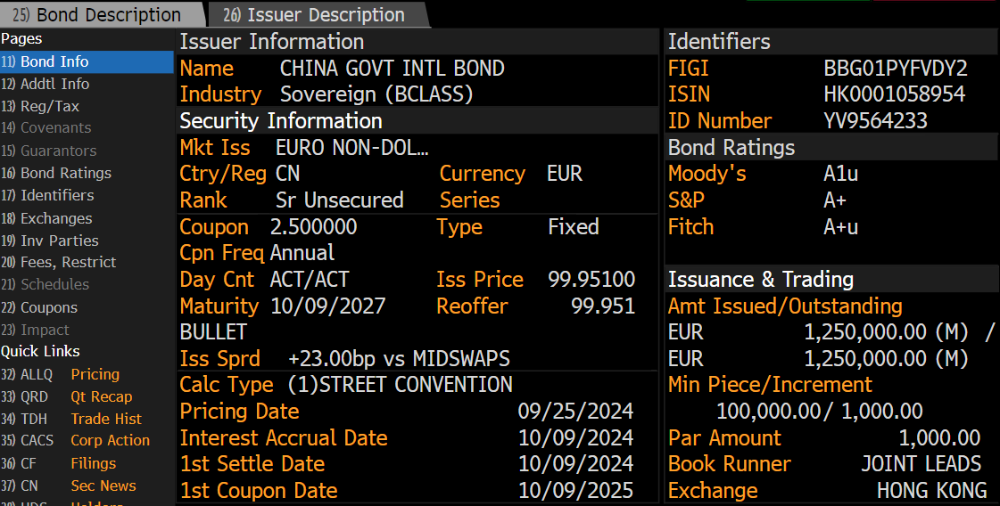 25) Bond Description 26) Issuer Description
Pages
11) Bond Info
12) Addtl Info
13) Reg/Tax
14) Covenants
15) Guarantors
16) Bond Ratings
17) Identifiers
18) Exchanges
19) Inv Parties
20) Fees, Restrict
21) Schedules
22) Coupons
23) Impact
Quick Links
32) ALLQ Pricing
33) QRD Qt Recap
34) TDH Trade Hist
35) CACS Corp Action
36) CF Filings
37) CN Sec News
Issuer Information
Name CHINA GOVT INTL BOND
Industry Sovereign (BCLASS)
Security Information
Mkt Iss EURO NON-DOL...
Ctry/Reg CN Currency EUR
Rank Sr Unsecured Series
Coupon 2.500000 Type Fixed
Cpn Freq Annual
Day Cnt ACT/ACT Iss Price 99.95100
Maturity 10/09/2027 Reoffer 99.951
BULLET
Iss Sprd +23.00bp vs MIDSWAPS
Calc Type (1)STREET CONVENTION
Pricing Date 09/25/2024
Interest Accrual Date 10/09/2024
1st Settle Date 10/09/2024
1st Coupon Date 10/09/2025
Identifiers
FIGI BBG01PYFVDY2
ISIN HK0001058954
ID Number YV9564233
Bond Ratings
Moody's A1u
S&P A+
Fitch A+u
Issuance & Trading
Amt Issued/Outstanding
EUR 1,250,000.00 (M) /
EUR 1,250,000.00 (M)
Min Piece/Increment
100,000.00/ 1,000.00
Par Amount 1,000.00
Book Runner JOINT LEADS
Exchange HONG KONG